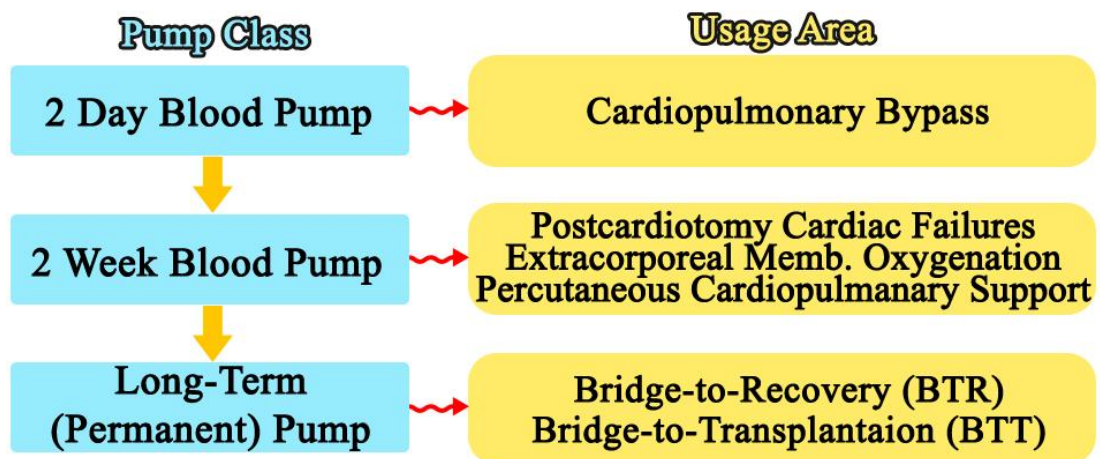 Pump Class
Usage Area
2 Day Blood Pump
Cardiopulmonary Bypass
2 Week Blood Pump
Postcardiotomy Cardiac Failures
Extracorporeal Memb. Oxygenation
Percutaneous Cardiopulmanary Support
Long-Term
(Permanent) Pump
Bridge-to-Recovery (BTR)
Bridge-to-Transplantaion (BTT)